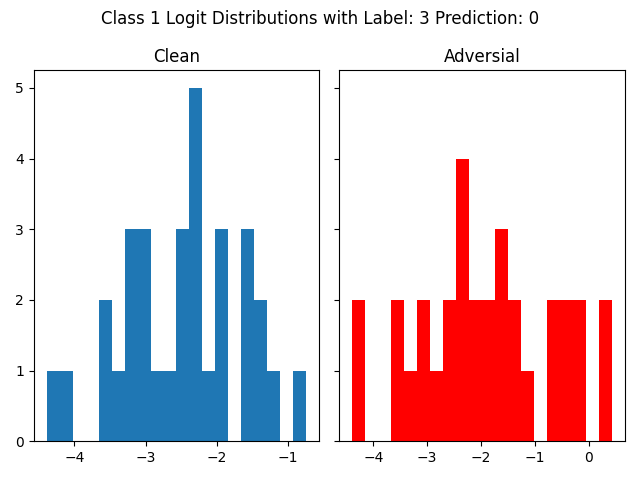 Class 1 Logit Distributions with Label: 3 Prediction: 0
Clean
Adversial
5
4
3
2
1
0
−4 −3 −2 −1
−4 −3 −2 −1 0